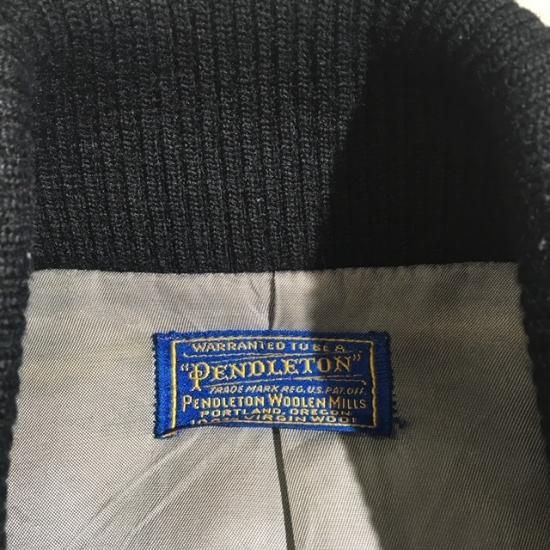 WARRANTED TO BE A
"PENDLETON"
TRADE MARK REG. U.S. PAT. OFF.
PENDLETON WOOLEN MILLS
PORTLAND, OREGON
100% VIRGIN WOOL